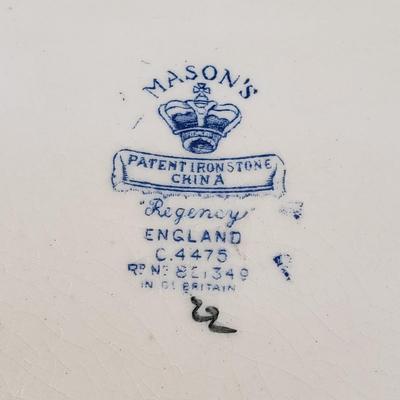 MASON'S
PATENT IRONSTONE
CHINA
"Regency"
ENGLAND
C.4475
IN GT BRITAIN